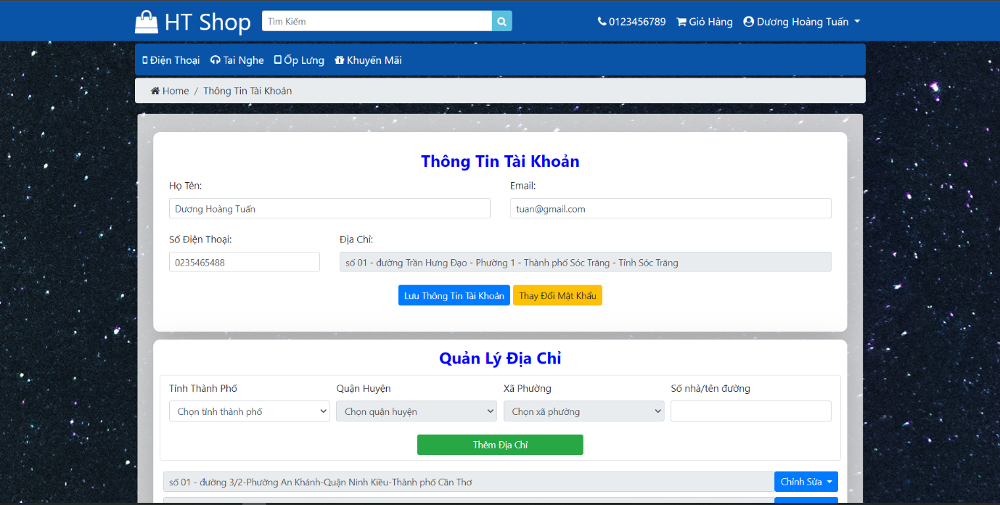 HT Shop Tìm Kiếm 0123456789 Giỏ Hàng Dương Hoàng Tuấn
Điện Thoại Tai Nghe Ốp Lưng Khuyến Mãi
Home / Thông Tin Tài Khoản
Thông Tin Tài Khoản
Họ Tên: Email:
Dương Hoàng Tuấn tuan@gmail.com
Số Điện Thoại: Địa Chỉ:
0235465488 số 01 - đường Trần Hưng Đạo - Phường 1 - Thành phố Sóc Trăng - Tỉnh Sóc Trăng
Lưu Thông Tin Tài Khoản Thay Đổi Mật Khẩu
Quản Lý Địa Chỉ
Tỉnh Thành Phố Quận Huyện Xã Phường Số nhà/tên đường
Chọn tỉnh thành phố Chọn quận huyện Chọn xã phường
Thêm Địa Chỉ
số 01 - đường 3/2-Phường An Khánh-Quận Ninh Kiều-Thành phố Cần Thơ Chỉnh Sửa